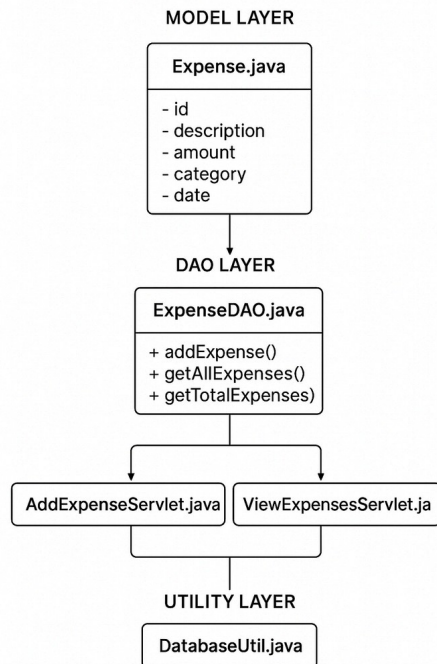 MODEL LAYER
Expense.java
- id
- description
- amount
- category
- date
DAO LAYER
ExpenseDAO.java
+ addExpense()
+ getAllExpenses()
+ getTotalExpenses)
AddExpenseServlet.java
ViewExpensesServlet.ja
UTILITY LAYER
DatabaseUtil.java